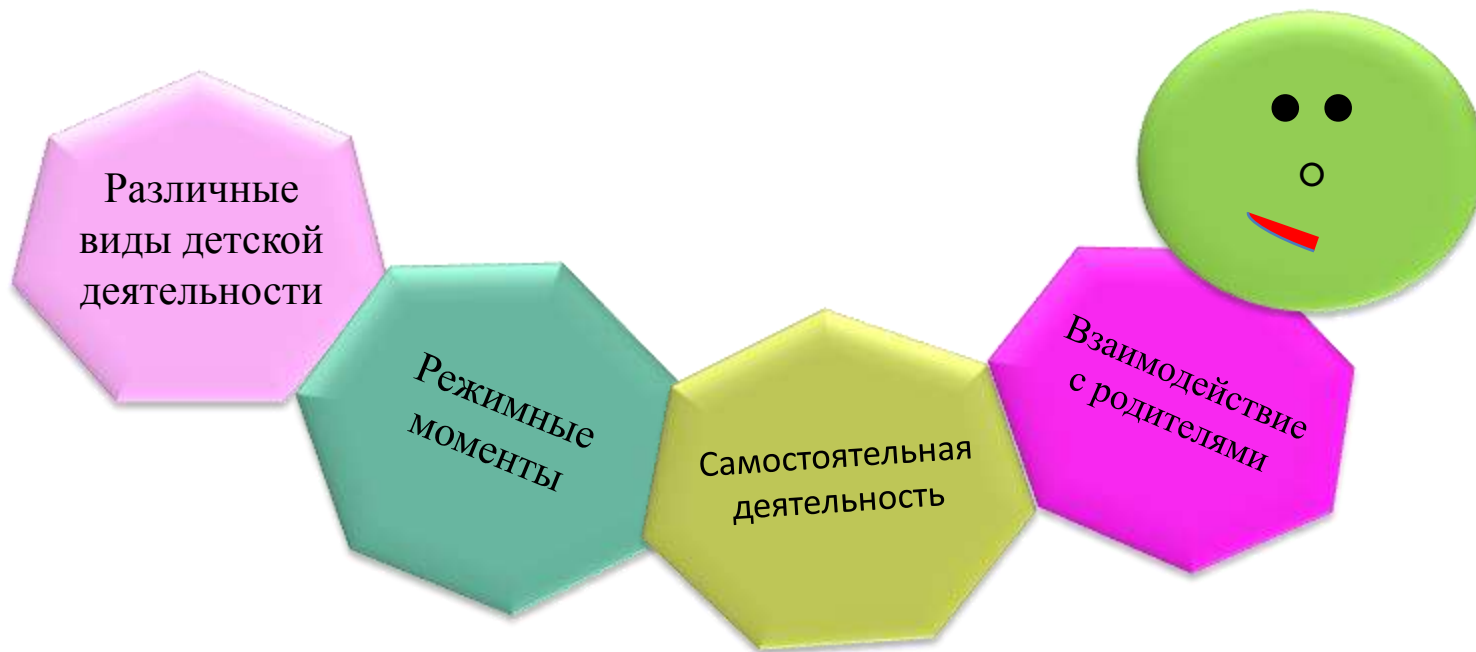 Различные
виды детской
деятельности
Режимные
моменты
Самостоятельная
деятельность
Взаимодействие
с родителями